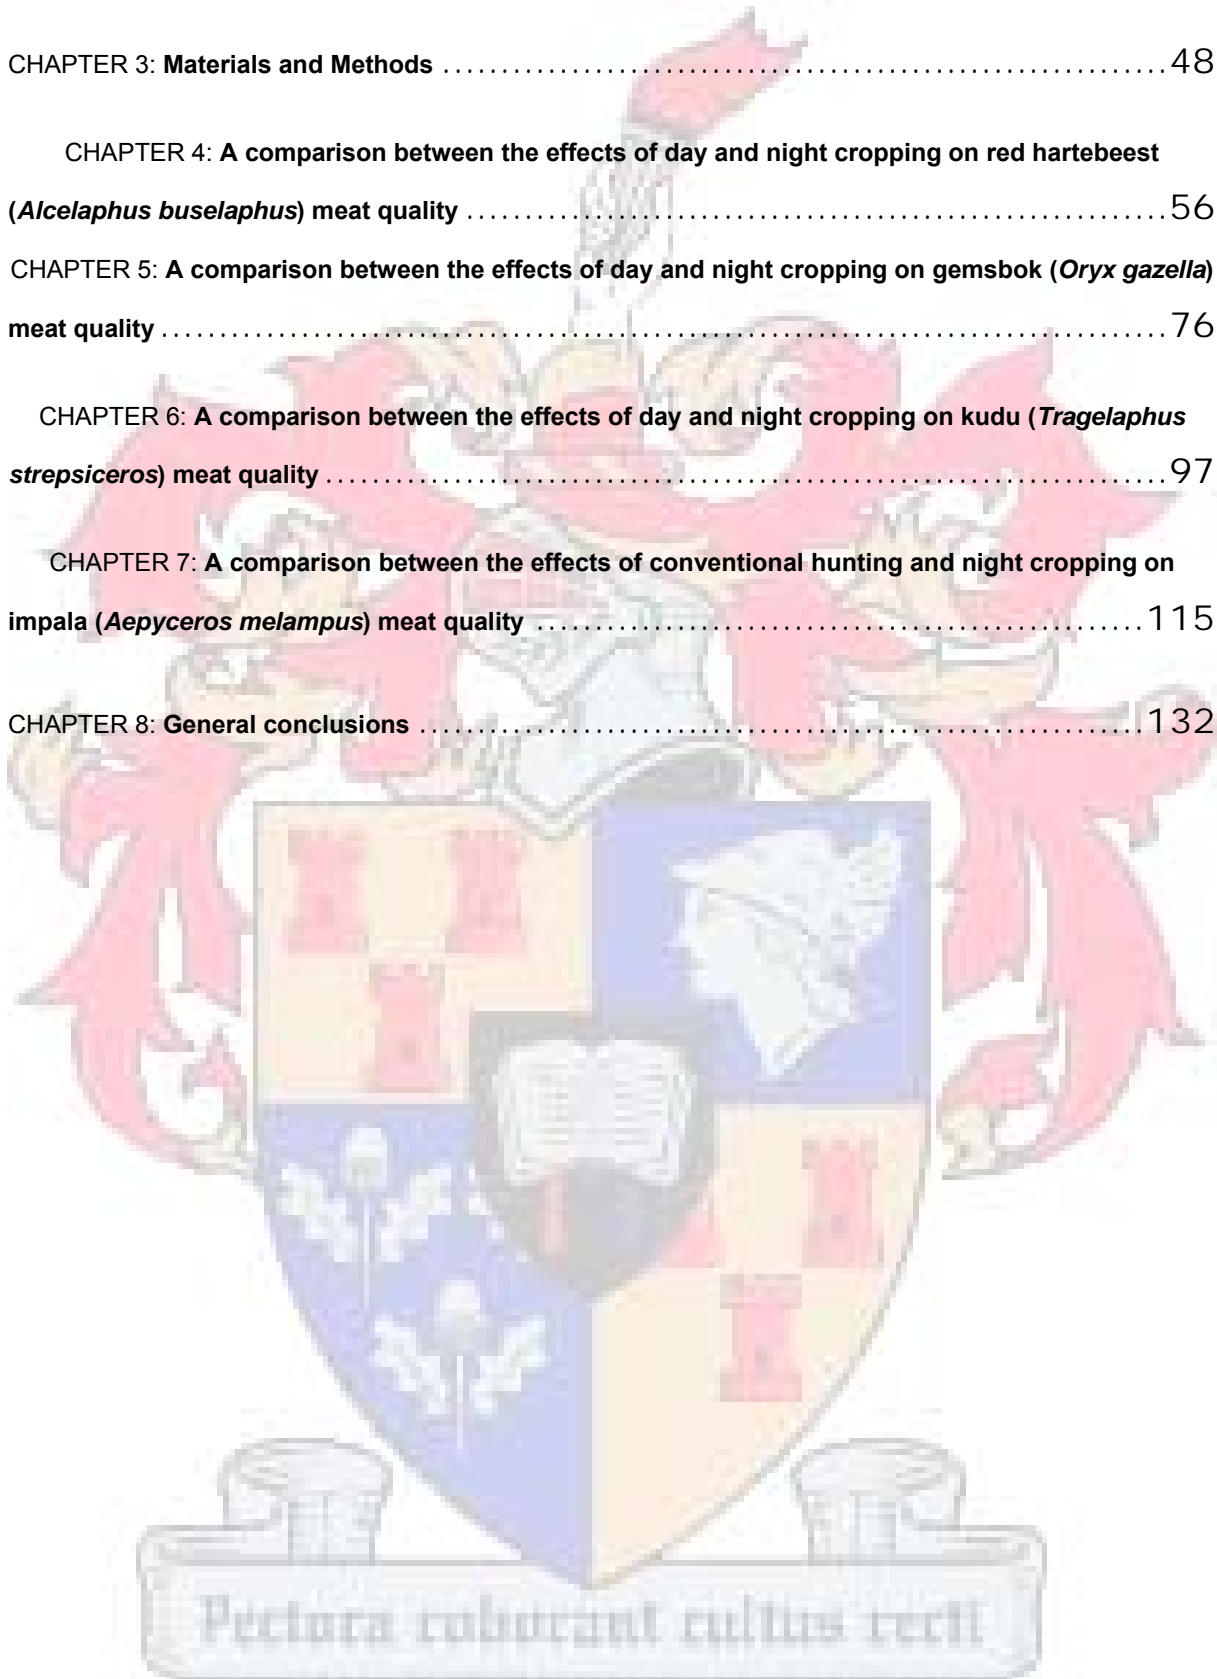 CHAPTER 3: Materials and Methods ........................................................................ 48
CHAPTER 4: A comparison between the effects of day and night cropping on red hartebeest
(Alcelaphus buselaphus) meat quality ........................................................................ 56
CHAPTER 5: A comparison between the effects of day and night cropping on gemsbok (Oryx gazella)
meat quality ........................................................................ 76
CHAPTER 6: A comparison between the effects of day and night cropping on kudu (Tragelaphus
strepsiceros) meat quality ........................................................................ 97
CHAPTER 7: A comparison between the effects of conventional hunting and night cropping on
impala (Aepyceros melampus) meat quality ........................................................................ 115
CHAPTER 8: General conclusions ........................................................................ 132
Pectora roborant cultus recti